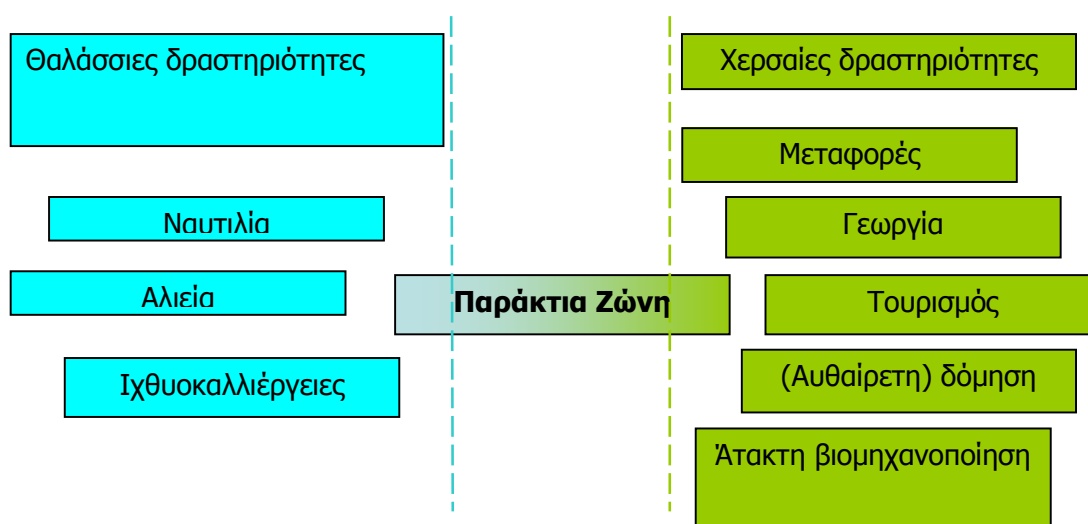 Θαλάσσιες δραστηριότητες
Χερσαίες δραστηριότητες
Μεταφορές
Ναυτιλία
Γεωργία
Αλιεία
Παράκτια Ζώνη
Τουρισμός
Ιχθυοκαλλιέργειες
(Αυθαίρετη) δόμηση
Άτακτη βιομηχανοποίηση